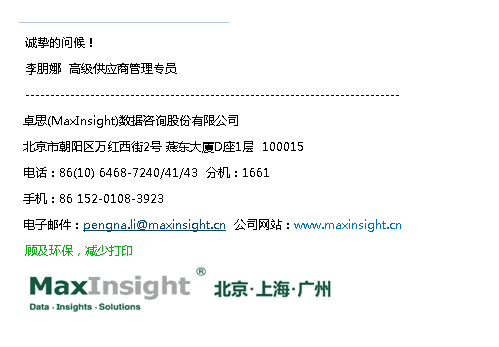 诚挚的问候！
李朋娜 高级供应商管理专员
---------------------------------------------------------------------------
卓思(MaxInsight)数据咨询股份有限公司
北京市朝阳区万红西街2号 燕东大厦D座1层 100015
电话：86(10) 6468-7240/41/43 分机：1661
手机：86 152-0108-3923
电子邮件：pengna.li@maxinsight.cn 公司网站：www.maxinsight.cn
顾及环保，减少打印
MaxInsight® 北京·上海·广州
Data · Insights · Solutions